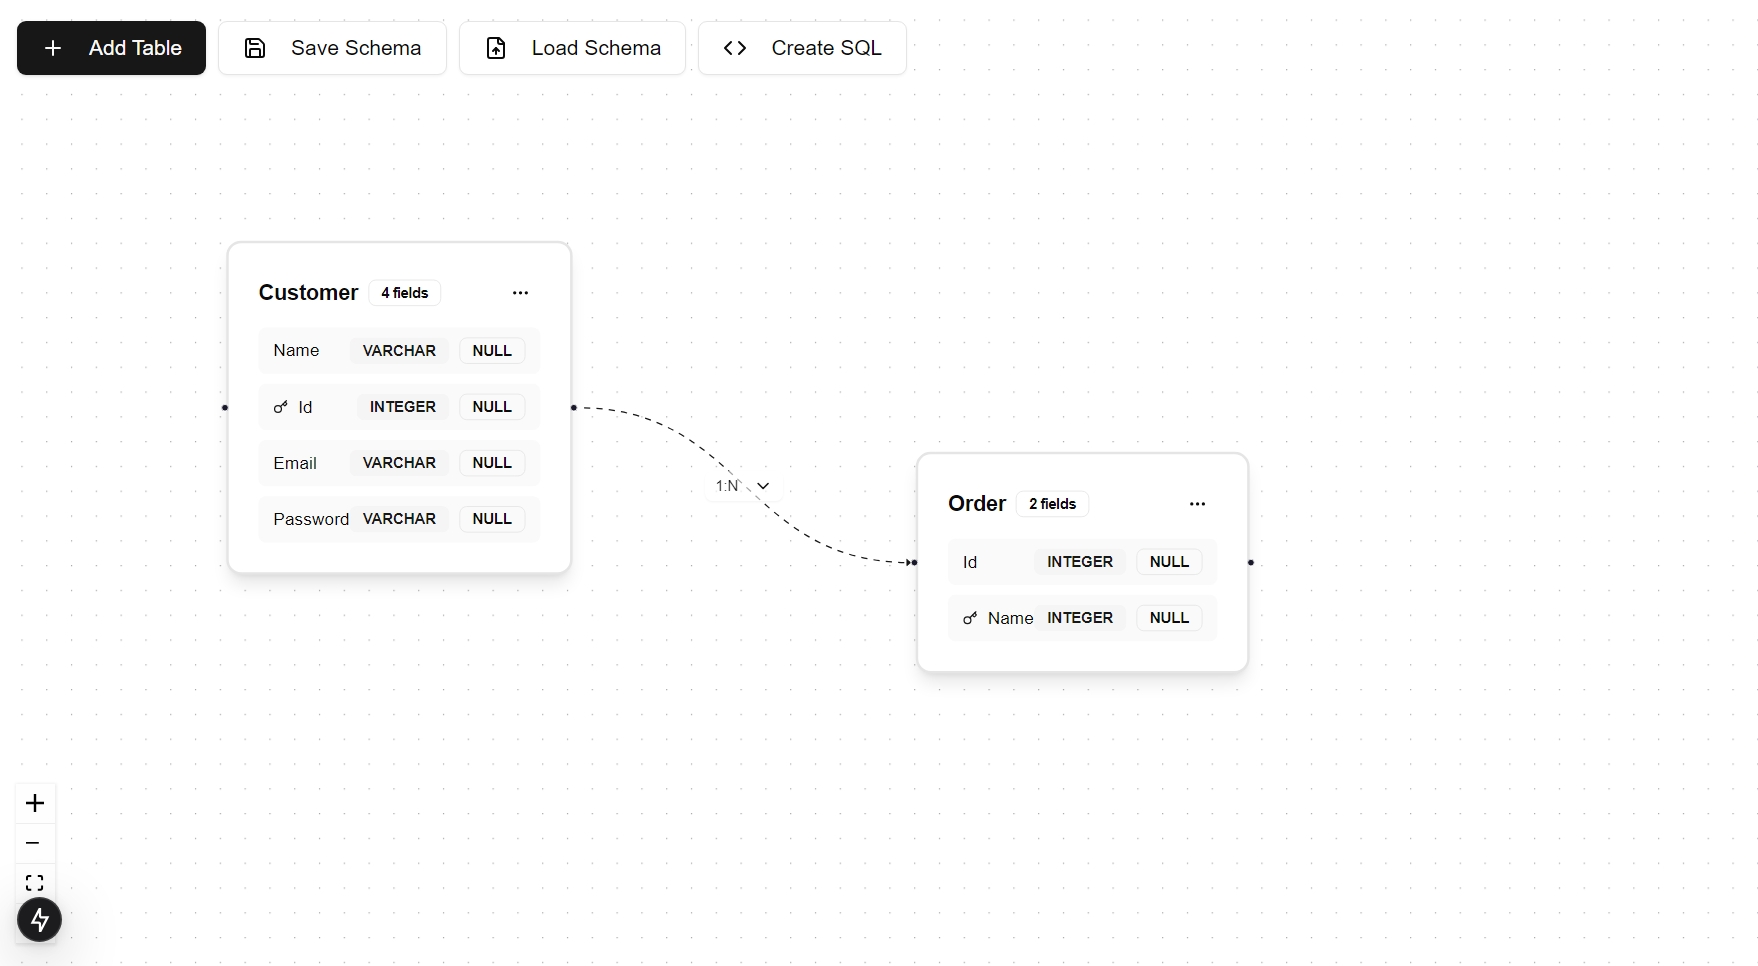 Add Table Save Schema Load Schema Create SQL
Customer 4 fields
Name VARCHAR NULL
Id INTEGER NULL
Email VARCHAR NULL
Password VARCHAR NULL
1:N
Order 2 fields
Id INTEGER NULL
Name INTEGER NULL